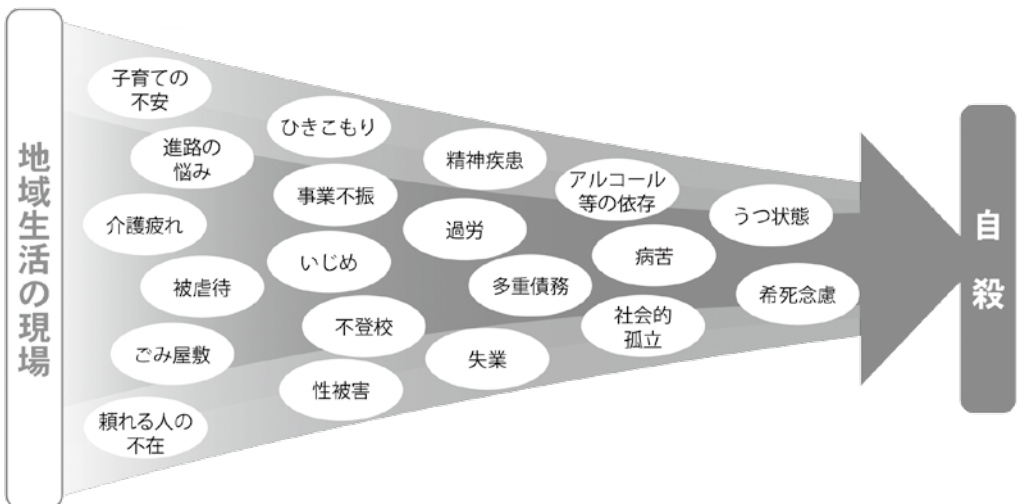 地域生活の現場
子育ての
不安
進路の
悩み
介護疲れ
被虐待
ごみ屋敷
頼れる人の
不在
ひきこもり
事業不振
いじめ
不登校
性被害
精神疾患
過労
多重債務
失業
アルコール
等の依存
病苦
社会的
孤立
うつ状態
希死念慮
自殺